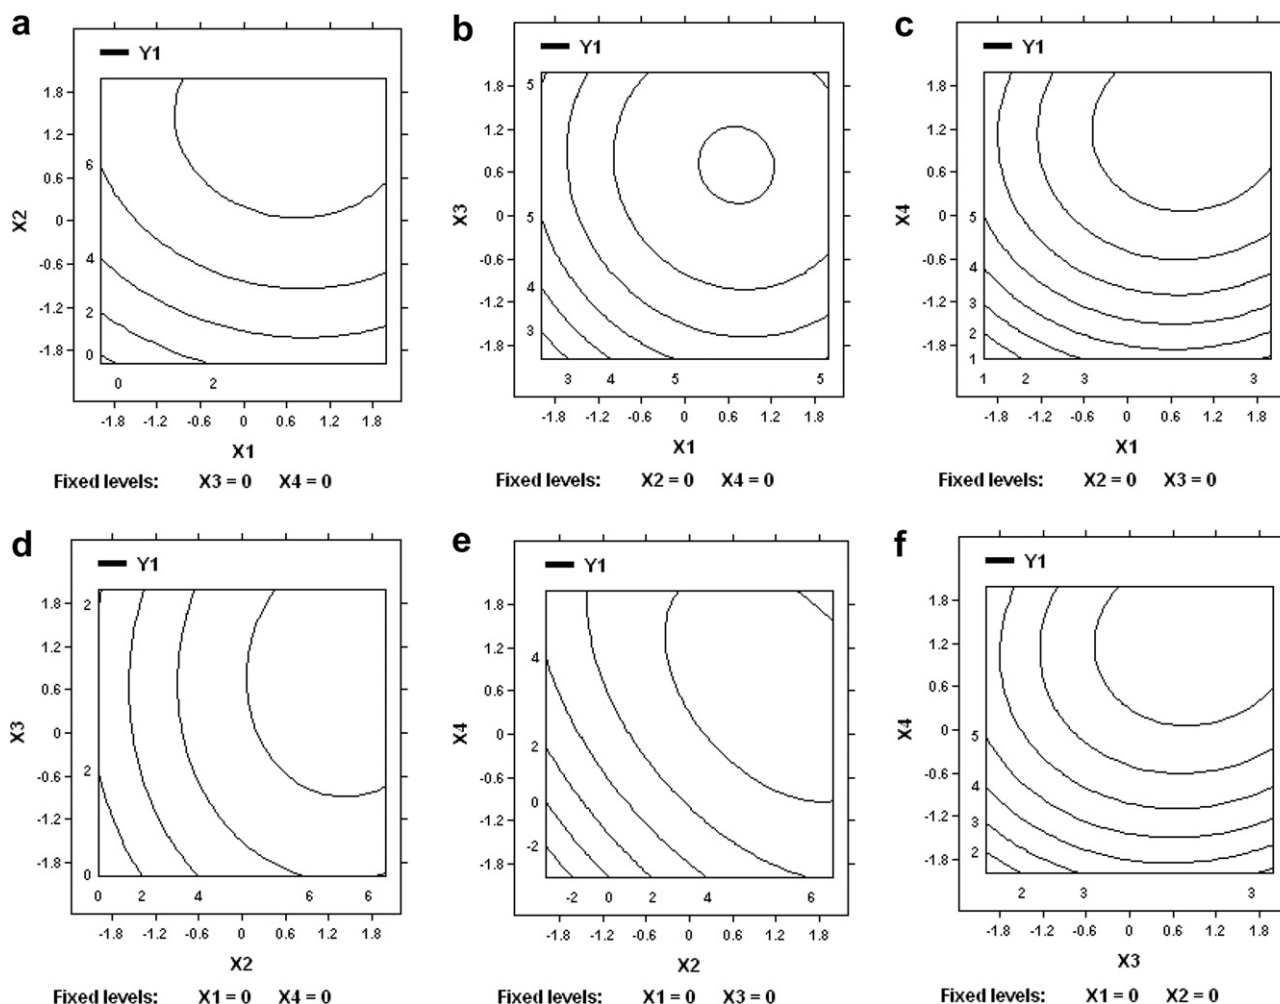 a
Y1
1.8
1.2
0.6
0
-0.6
-1.2
-1.8
X2
6
4
2
0
0 2
-1.8 -1.2 -0.6 0 0.6 1.2 1.8
X1
Fixed levels: X3 = 0 X4 = 0
b
Y1
1.8
1.2
0.6
0
-0.6
-1.2
-1.8
X3
5
5
4
3
3 4 5 5
-1.8 -1.2 -0.6 0 0.6 1.2 1.8
X1
Fixed levels: X2 = 0 X4 = 0
c
Y1
1.8
1.2
0.6
0
-0.6
-1.2
-1.8
X4
5
4
3
2
1
1 2 3 3
-1.8 -1.2 -0.6 0 0.6 1.2 1.8
X1
Fixed levels: X2 = 0 X3 = 0
d
Y1
1.8
1.2
0.6
0
-0.6
-1.2
-1.8
X3
2
2
0
0 2 4 6 6
-1.8 -1.2 -0.6 0 0.6 1.2 1.8
X2
Fixed levels: X1 = 0 X4 = 0
e
Y1
1.8
1.2
0.6
0
-0.6
-1.2
-1.8
X4
4
2
0
-2
-2 0 2 4 6
-1.8 -1.2 -0.6 0 0.6 1.2 1.8
X2
Fixed levels: X1 = 0 X3 = 0
f
Y1
1.8
1.2
0.6
0
-0.6
-1.2
-1.8
X4
5
4
3
2
2 3 3
-1.8 -1.2 -0.6 0 0.6 1.2 1.8
X3
Fixed levels: X1 = 0 X2 = 0